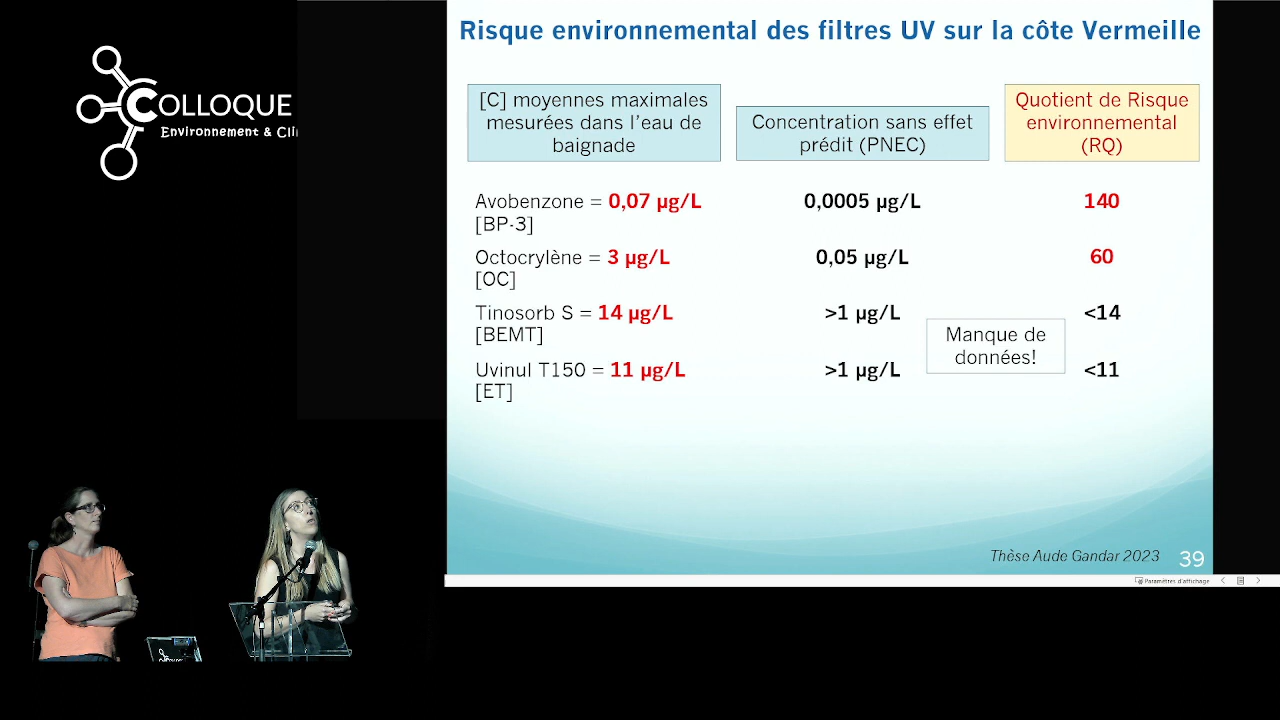 COLLOQUE
Environnement & Cli
Risque environnemental des filtres UV sur la côte Vermeille
[C] moyennes maximales
mesurées dans l'eau de
baignade
Concentration sans effet
prédit (PNEC)
Quotient de Risque
environnemental
(RQ)
Avobenzone = 0,07 µg/L 0,0005 µg/L 140
[BP-3]
Octocrylène = 3 µg/L 0,05 µg/L 60
[OC]
Tinosorb S = 14 µg/L >1 µg/L <14
[BEMT]
Manque de
données!
Uvinul T150 = 11 µg/L >1 µg/L <11
[ET]
Thèse Aude Gandar 2023 39
Paramètres d'affichage